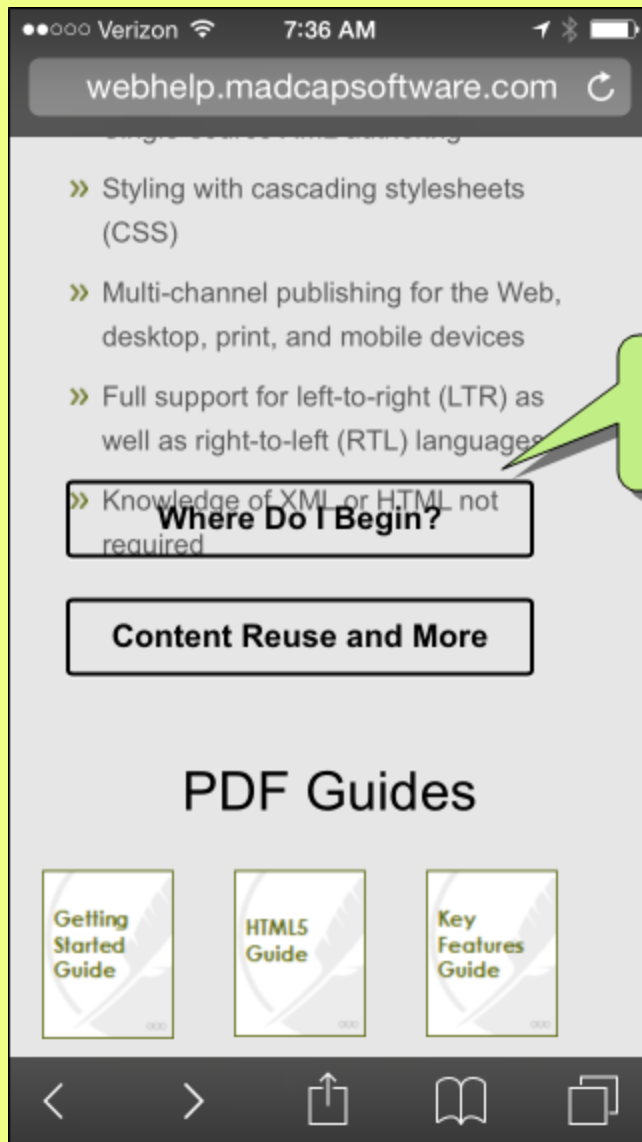 Verizon 7:36 AM
webhelp.madcapsoftware.com
» Styling with cascading stylesheets
(CSS)
» Multi-channel publishing for the Web,
desktop, print, and mobile devices
» Full support for left-to-right (LTR) as
well as right-to-left (RTL) languages
» Knowledge of XML or HTML not
required
Where Do I Begin?
Content Reuse and More
PDF Guides
Getting
Started
Guide
HTML5
Guide
Key
Features
Guide